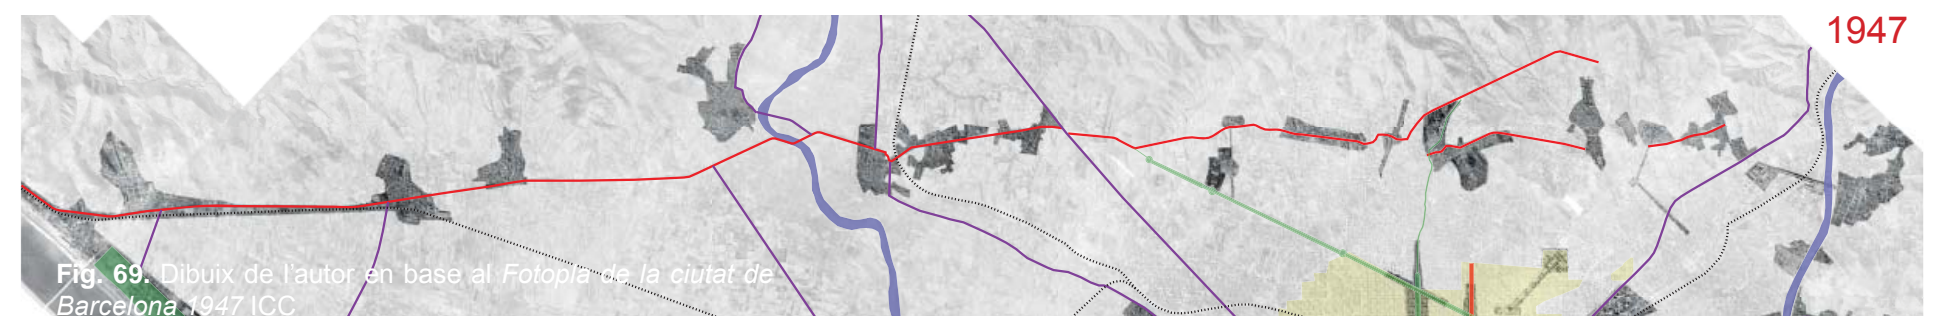 1947
Fig. 69. Dibuix de l'autor en base al Fotopla de la ciutat de
Barcelona 1947 ICC